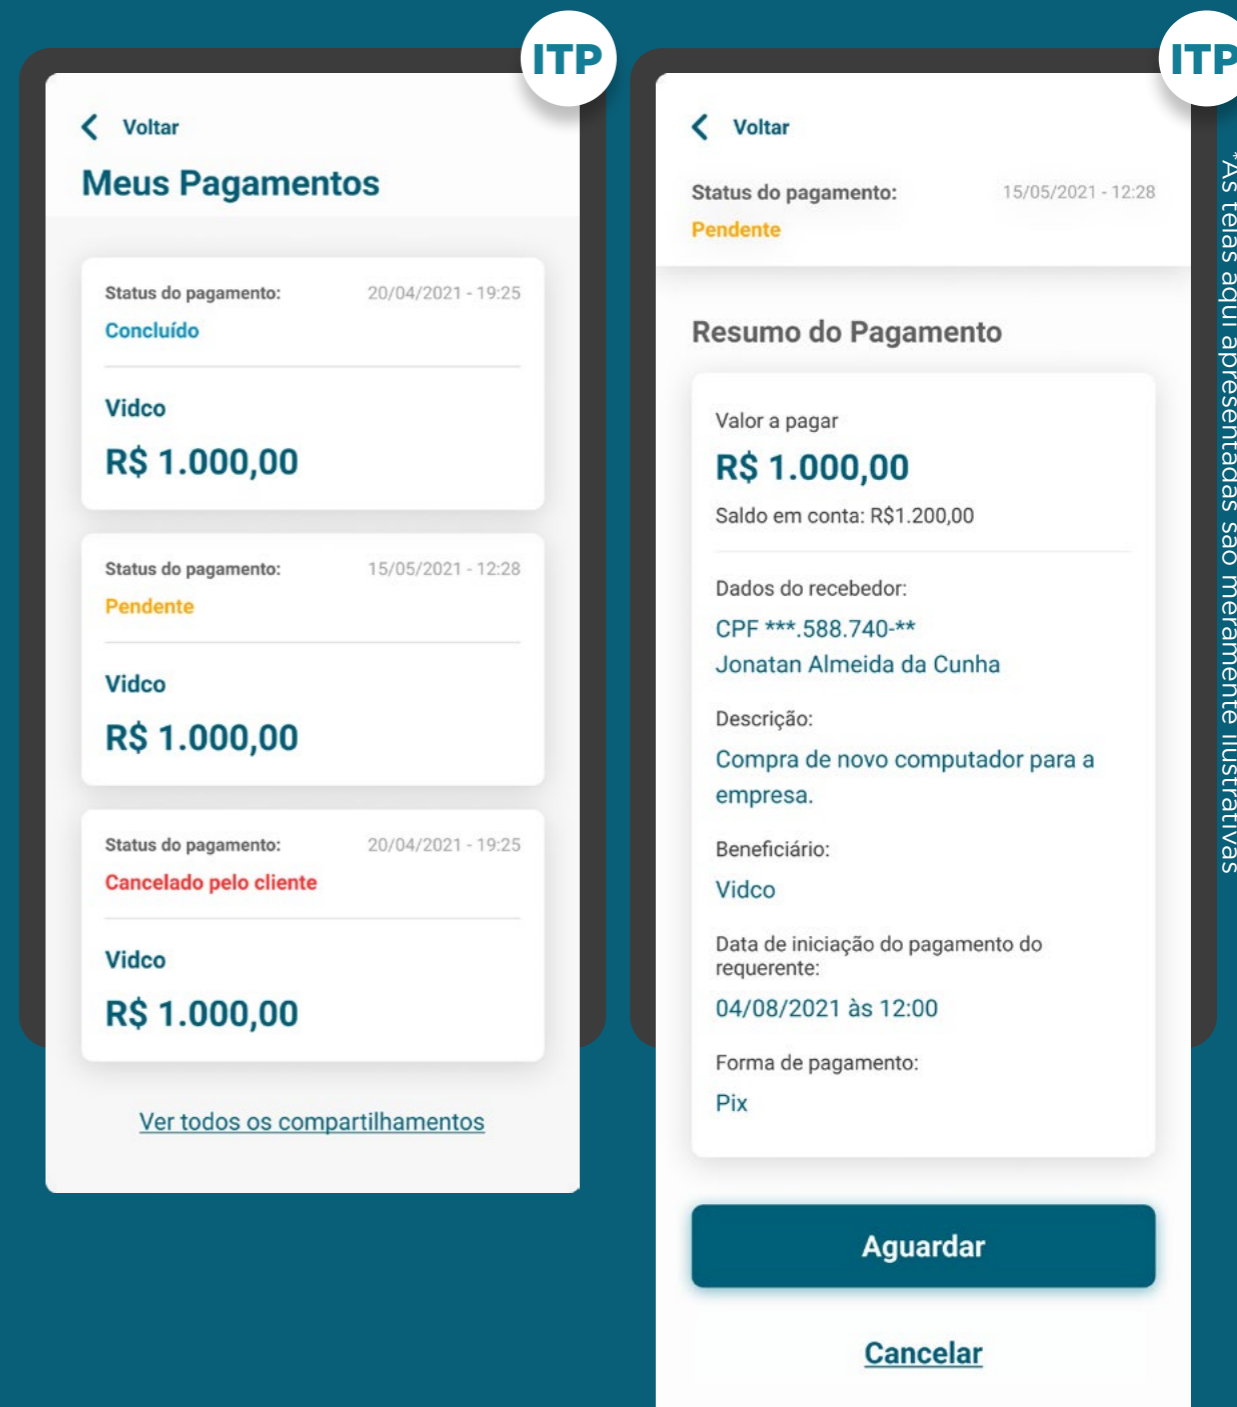 ITP
Voltar
Meus Pagamentos
Status do pagamento: 20/04/2021 - 19:25
Concluído
Vidco
R$ 1.000,00
Status do pagamento: 15/05/2021 - 12:28
Pendente
Vidco
R$ 1.000,00
Status do pagamento: 20/04/2021 - 19:25
Cancelado pelo cliente
Vidco
R$ 1.000,00
Ver todos os compartilhamentos
ITP
Voltar
Status do pagamento: 15/05/2021 - 12:28
Pendente
Resumo do Pagamento
Valor a pagar
R$ 1.000,00
Saldo em conta: R$1.200,00
Dados do recebedor:
CPF ***.588.740-**
Jonatan Almeida da Cunha
Descrição:
Compra de novo computador para a
empresa.
Beneficiário:
Vidco
Data de iniciação do pagamento do
requerente:
04/08/2021 às 12:00
Forma de pagamento:
Pix
Aguardar
Cancelar
*As telas aqui apresentadas são meramente ilustrativas